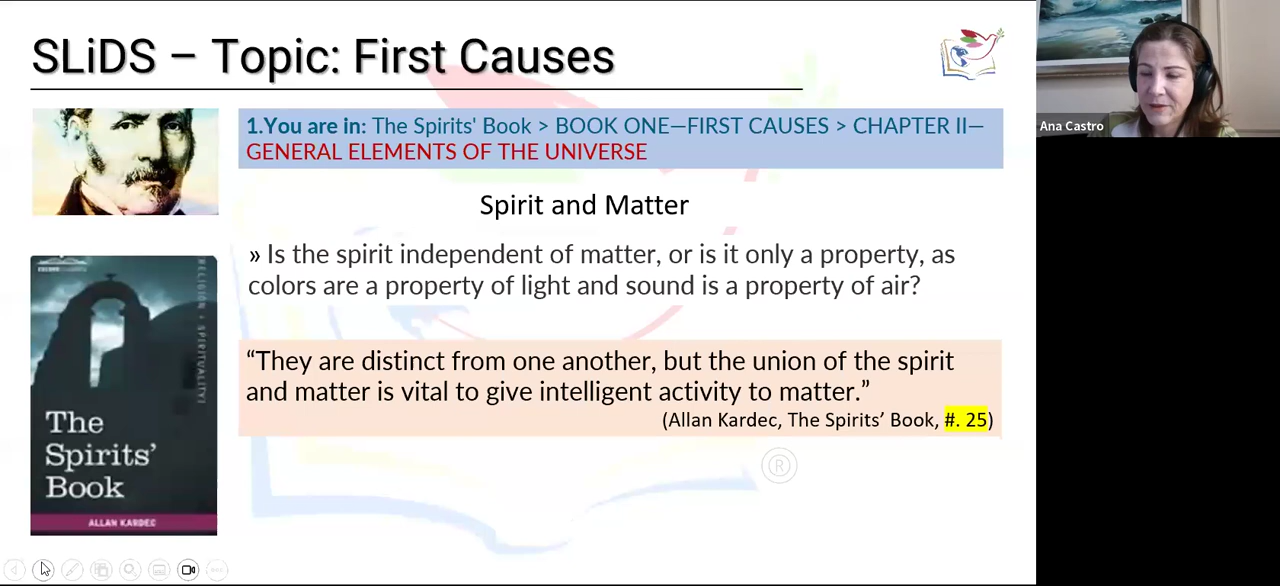 SLiDS – Topic: First Causes
1.You are in: The Spirits' Book > BOOK ONE—FIRST CAUSES > CHAPTER II—
GENERAL ELEMENTS OF THE UNIVERSE
Ana Castro
Spirit and Matter
» Is the spirit independent of matter, or is it only a property, as
colors are a property of light and sound is a property of air?
“They are distinct from one another, but the union of the spirit
and matter is vital to give intelligent activity to matter.”
(Allan Kardec, The Spirits’ Book, #. 25)
®
RELIGION + SPIRITUALITY
The
Spirits’
Book
ALLAN KARDEC